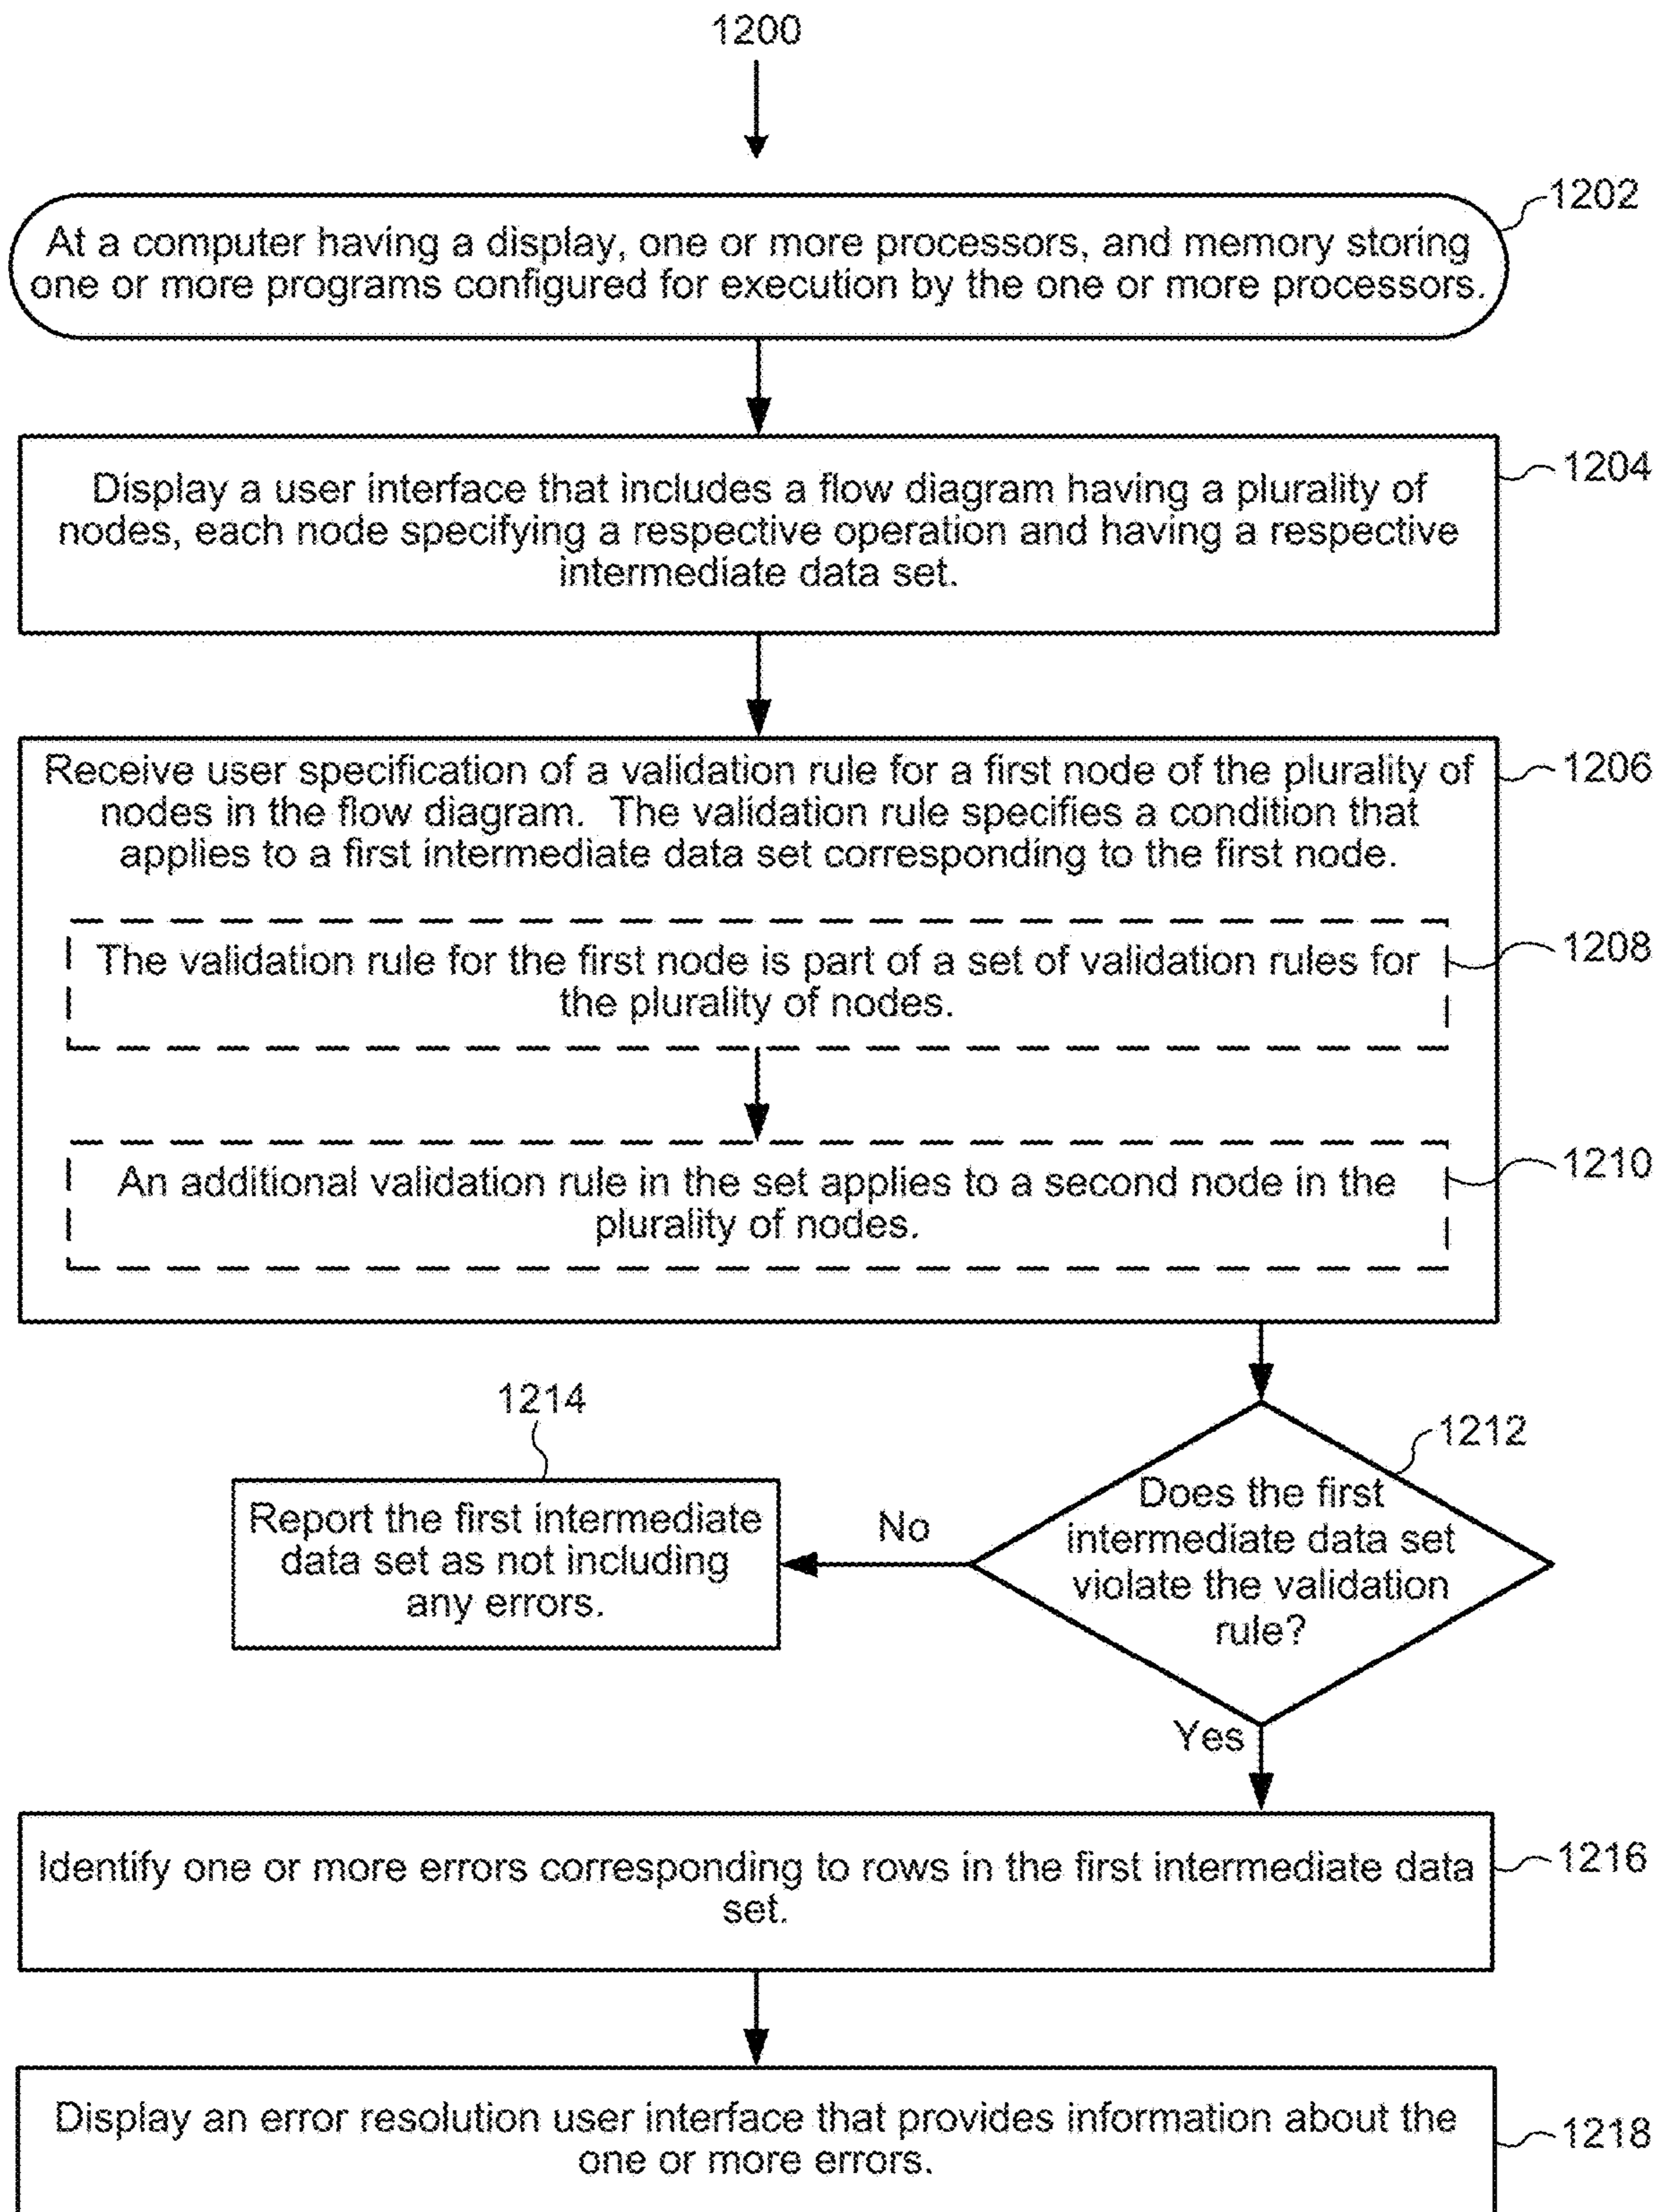 1200
1202
At a computer having a display, one or more processors, and memory storing
one or more programs configured for execution by the one or more processors.
1204
Display a user interface that includes a flow diagram having a plurality of
nodes, each node specifying a respective operation and having a respective
intermediate data set.
1206
Receive user specification of a validation rule for a first node of the plurality of
nodes in the flow diagram.  The validation rule specifies a condition that
applies to a first intermediate data set corresponding to the first node.
1208
The validation rule for the first node is part of a set of validation rules for
the plurality of nodes.
1210
An additional validation rule in the set applies to a second node in the
plurality of nodes.
1212
Does the first
intermediate data set
violate the validation
rule?
No
1214
Report the first intermediate
data set as not including
any errors.
Yes
1216
Identify one or more errors corresponding to rows in the first intermediate data
set.
1218
Display an error resolution user interface that provides information about the
one or more errors.